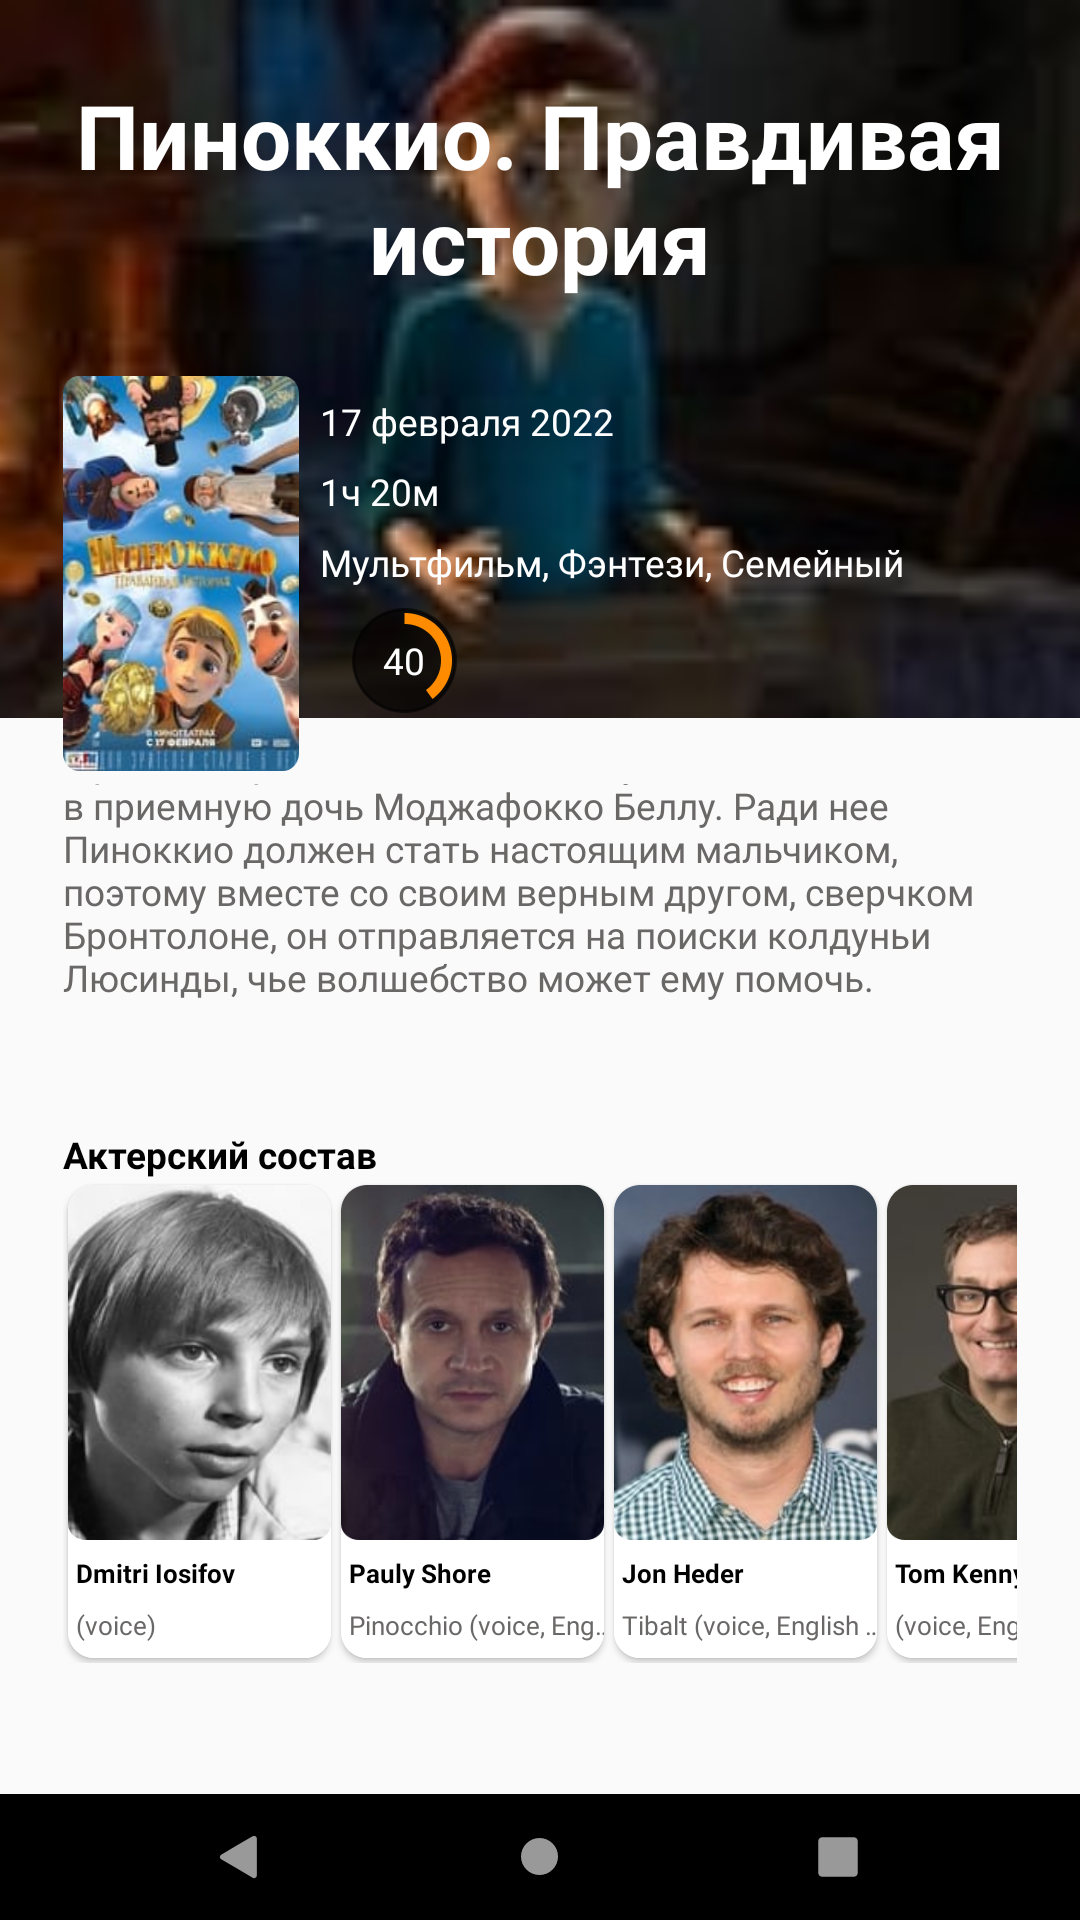 Пиноккио. Правдивая
история
17 февраля 2022
1ч 20м
Мультфильм, Фэнтези, Семейный
40
ПИНОККИО
ПРАВДИВАЯ ИСТОРИЯ
В КИНОТЕАТРАХ
С 17 ФЕВРАЛЯ
в приемную дочь Моджафокко Беллу. Ради нее
Пиноккио должен стать настоящим мальчиком,
поэтому вместе со своим верным другом, сверчком
Бронтолоне, он отправляется на поиски колдуньи
Люсинды, чье волшебство может ему помочь.
Актерский состав
Dmitri Iosifov
(voice)
Pauly Shore
Pinocchio (voice, Eng...
Jon Heder
Tibalt (voice, English ...
Tom Kenny
(voice, Eng